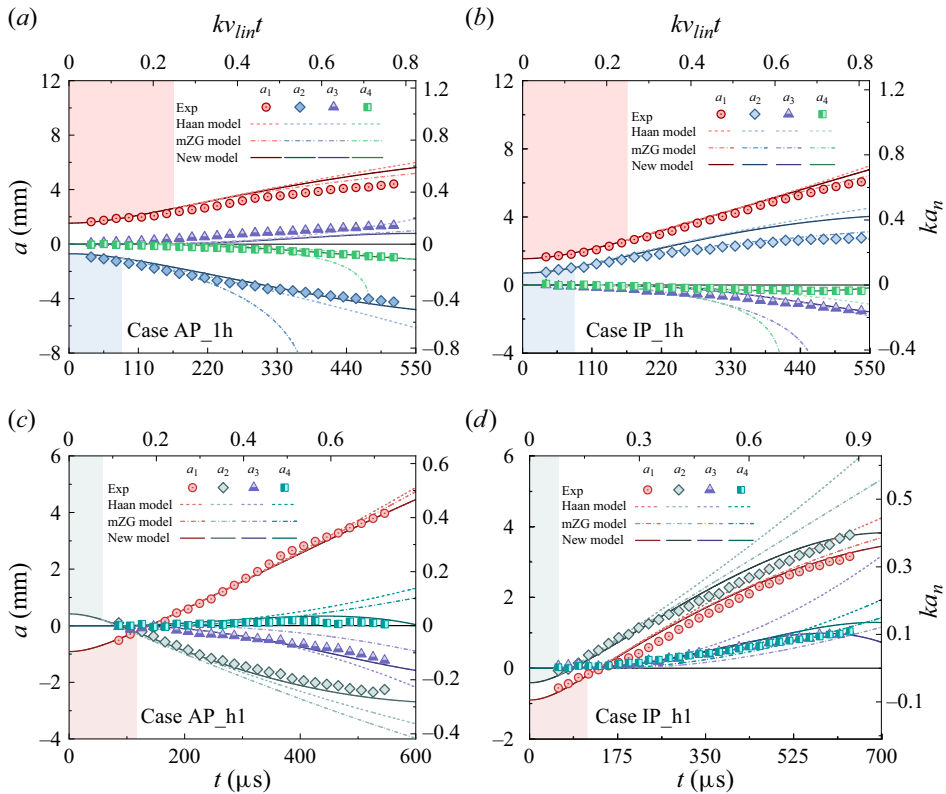 (a) kv_lin t (b) kv_lin t
0 0.2 0.4 0.6 0.8 0 0.2 0.4 0.6 0.8
12 1.2
a1 a2 a3 a4 a1 a2 a3 a4
Exp Exp
Haan model Haan model
mZG model mZG model
New model New model
12 8 4 0 −4 −8
a (mm)
0.8 0.4 0 −0.4 −0.8
12 8 4 0 −4
1.2 0.8 0.4 0 −0.4
ka_n
Case AP_1h Case IP_1h
0 110 220 330 440 550 0 110 220 330 440 550
(c) (d)
0 0.2 0.4 0.6 0 0.3 0.6 0.9
a1 a2 a3 a4 a1 a2 a3 a4
Exp Exp
Haan model Haan model
mZG model mZG model
New model New model
6 4 2 0 −2 −4
a (mm)
0.6 0.4 0.2 0 −0.2 −0.4
6 4 2 0 −2
0.5 0.3 0.1 −0.1
ka_n
Case AP_h1 Case IP_h1
0 200 400 600 0 175 350 525 700
t (μs) t (μs)